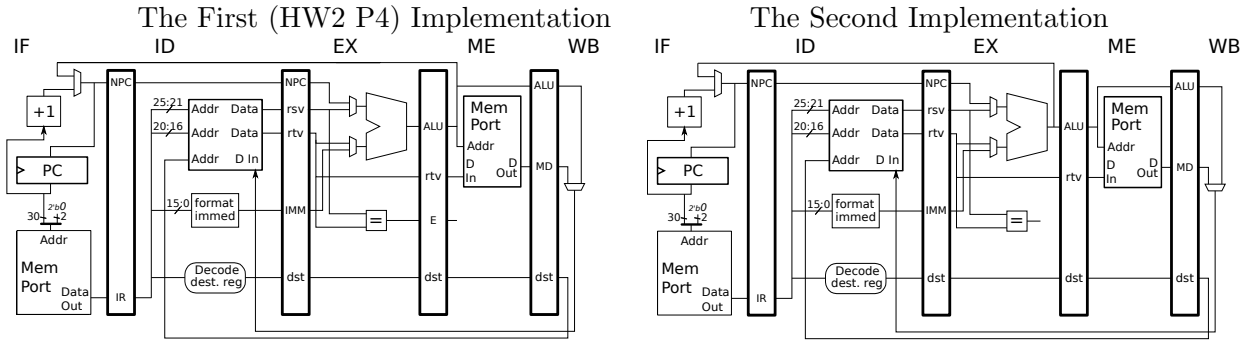 The First (HW2 P4) Implementation
IF ID EX ME WB
NPC NPC ALU
+1
25:21 Addr Data rsv
20:16 Addr Data rtv ALU
Addr D In
Mem Port
Addr
D In
D Out
MD
PC
rtv
15:0 format immed IMM
= E
30 2'b0 2
Addr
Mem Port
Data Out
IR
Decode dest. reg dst dst dst
The Second Implementation
IF ID EX ME WB
NPC NPC ALU
+1
25:21 Addr Data rsv
20:16 Addr Data rtv ALU
Addr D In
Mem Port
Addr
D In
D Out
MD
PC
rtv
15:0 format immed IMM
=
30 2'b0 2
Addr
Mem Port
Data Out
IR
Decode dest. reg dst dst dst